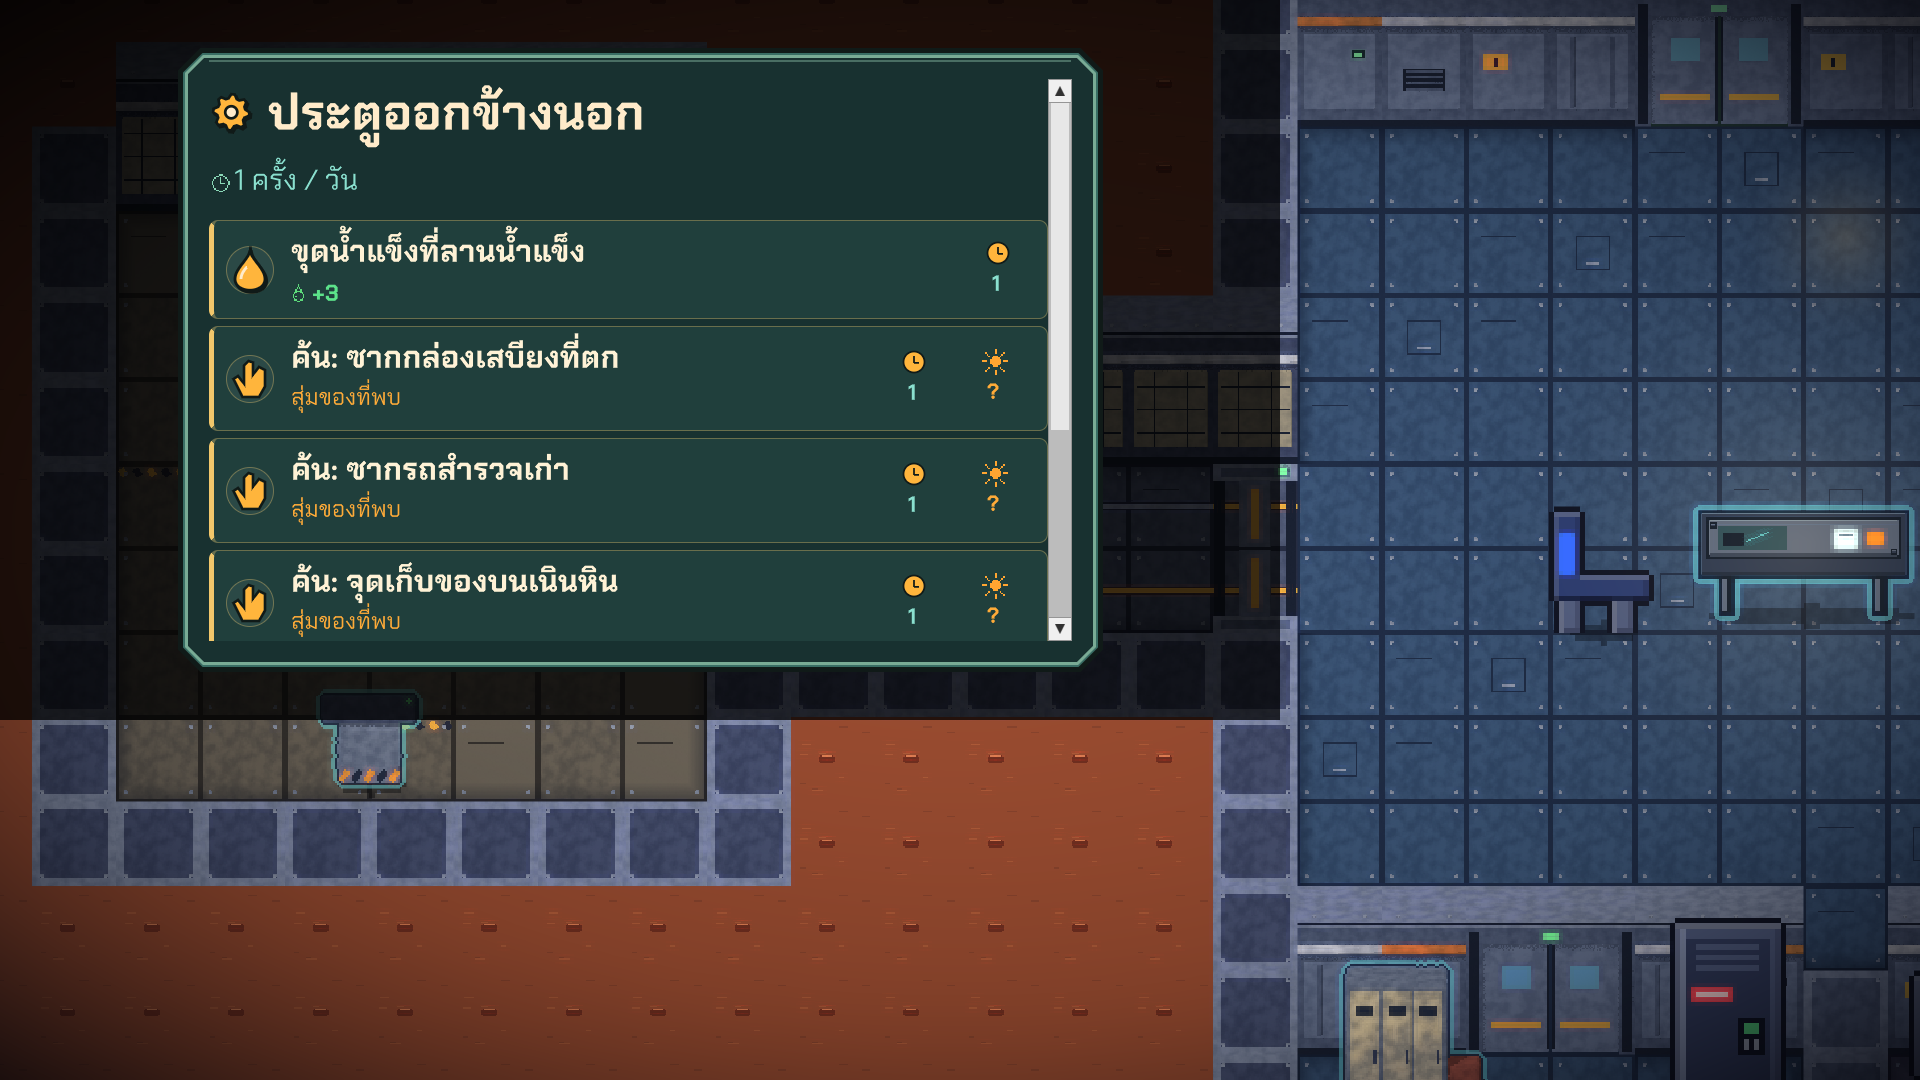 ประตูออกข้างนอก
1 ครั้ง / วัน
ขุดน้ำแข็งที่ลานน้ำแข็ง
+3
1
ค้น: ซากกล่องเสบียงที่ตก
สุ่มของที่พบ
1 ?
ค้น: ซากรถสำรวจเก่า
สุ่มของที่พบ
1 ?
ค้น: จุดเก็บของบนเนินหิน
สุ่มของที่พบ
1 ?